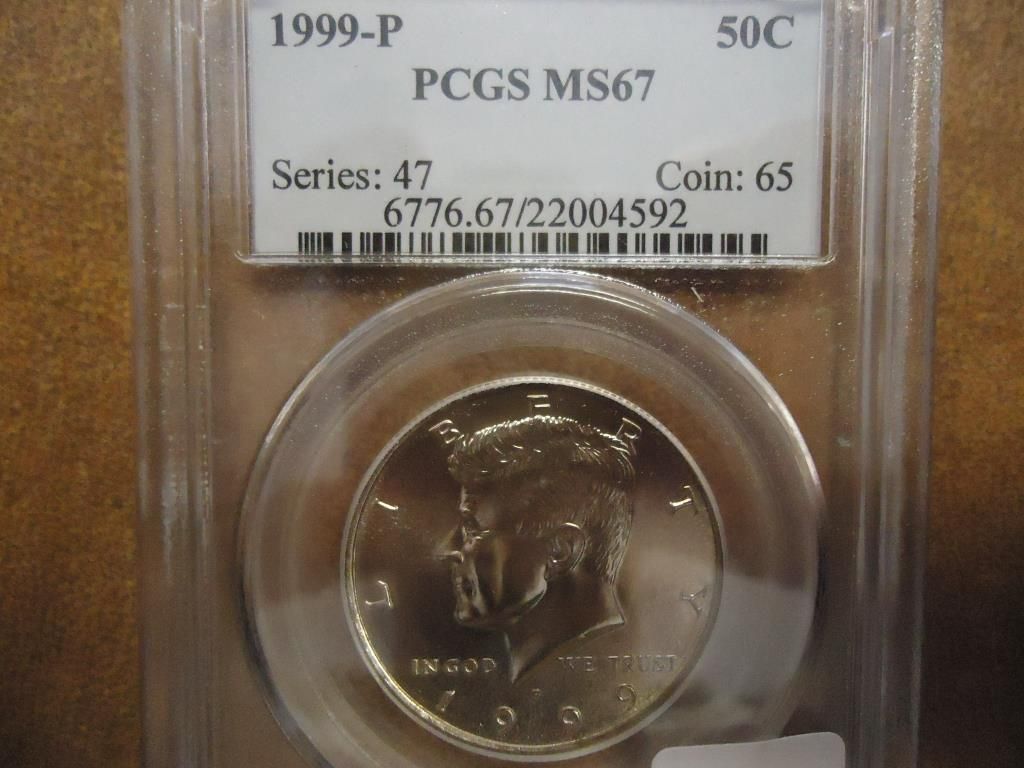 1999-P 50C
PCGS MS67
Series: 47 Coin: 65
6776.67/22004592
LIBERTY
IN GOD WE TRUST
P
1999